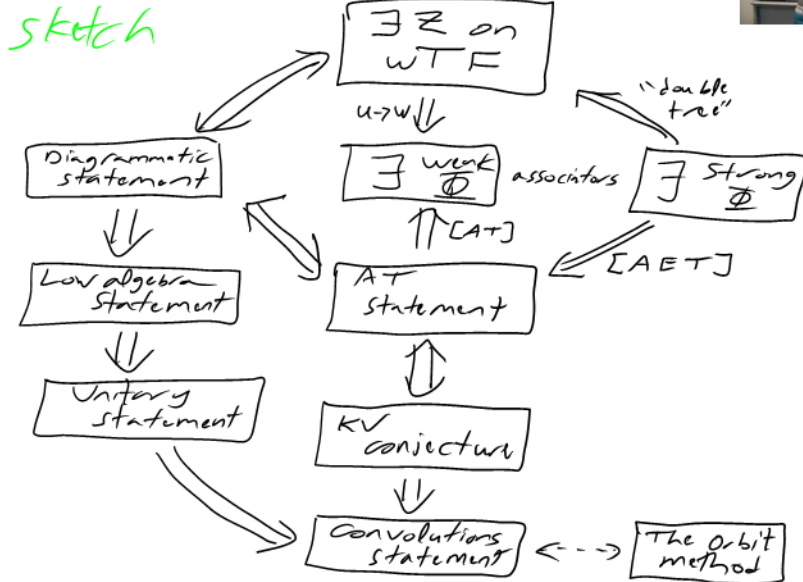 sketch
∃ Z on
wTF
u→w
"double
tree"
Diagrammatic
statement
∃ weak
Φ
associators
∃ strong
Φ
[AT]
[AET]
Low algebra
statement
AT
statement
Unitary
statement
KV
conjecture
Convolutions
statement
The Orbit
method